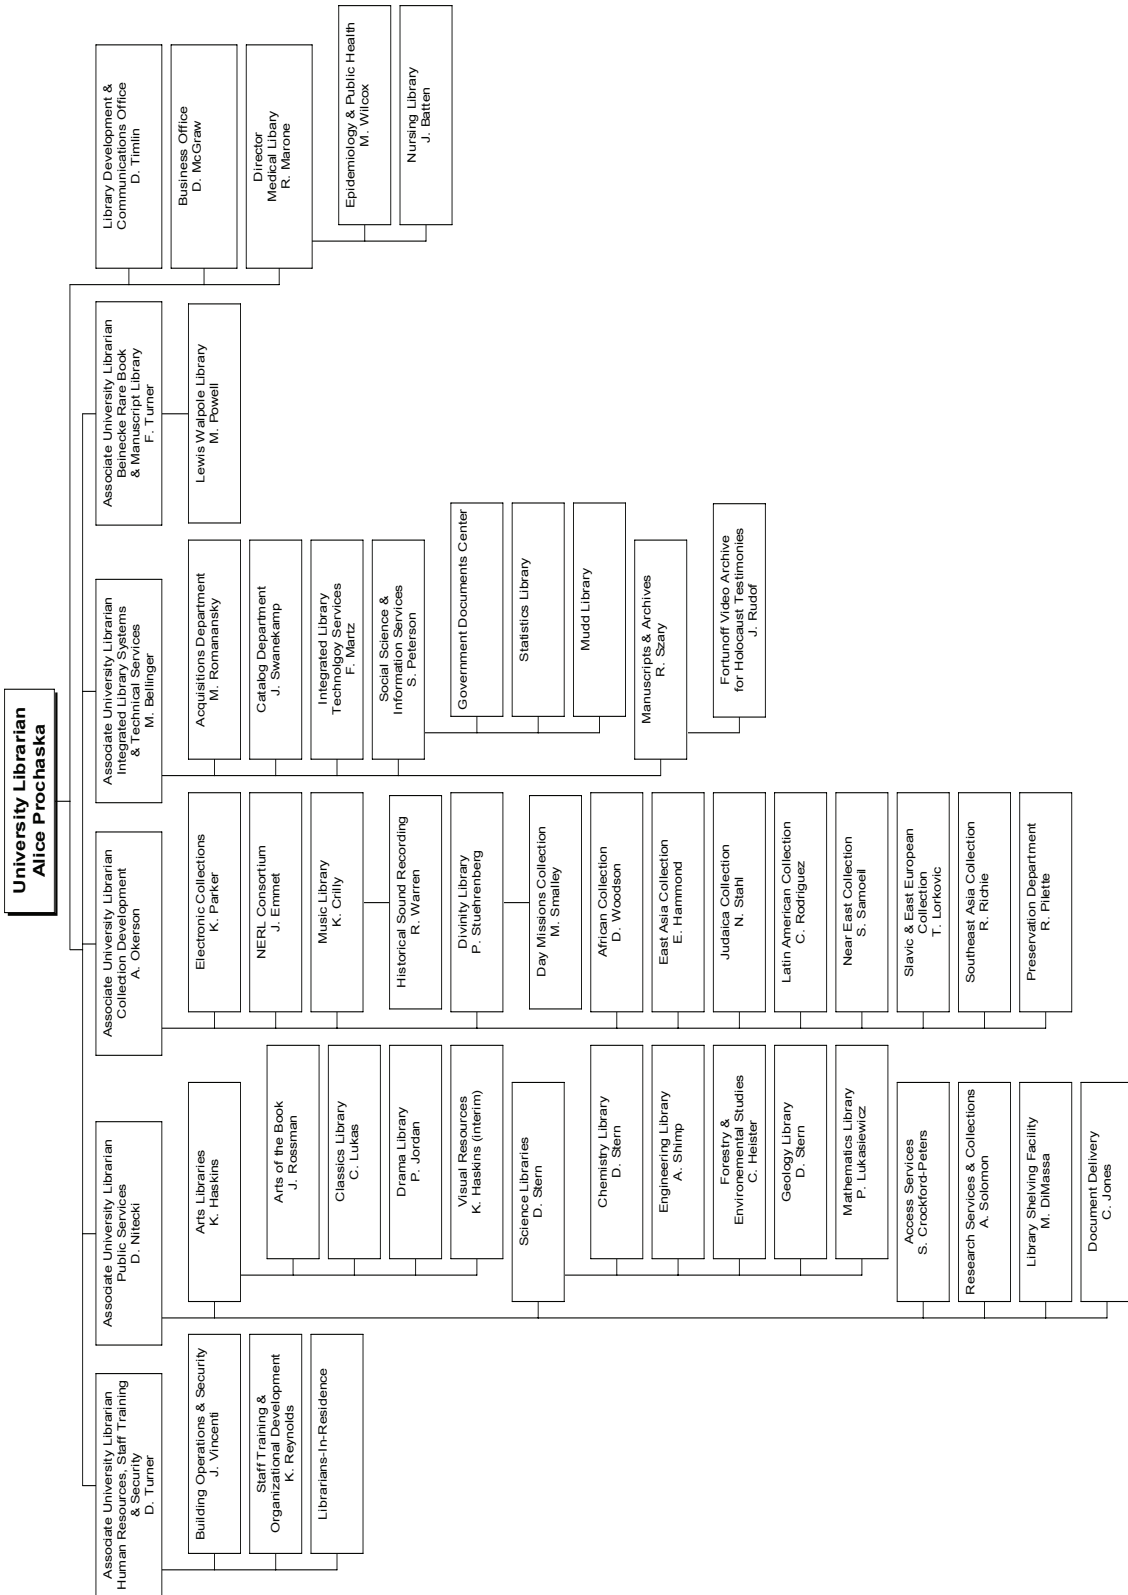 University Librarian
Alice Prochaska
Associate University Librarian
Human Resources, Staff Training
& Security
D. Turner
Building Operations & Security
J. Vincenti
Staff Training &
Organizational Development
K. Reynolds
Librarians-In-Residence
Associate University Librarian
Public Services
D. Nitecki
Arts Libraries
K. Haskins
Arts of the Book
J. Rossman
Classics Library
C. Lukas
Drama Library
P. Jordan
Visual Resources
K. Haskins (interim)
Science Libraries
D. Stern
Chemistry Library
D. Stern
Engineering Library
A. Shimp
Forestry &
Environemental Studies
C. Heister
Geology Library
D. Stern
Mathematics Library
P. Lukasiewicz
Access Services
S. Crockford-Peters
Research Services & Collections
A. Solomon
Library Shelving Facility
M. DiMassa
Document Delivery
C. Jones
Associate University Librarian
Collection Development
A. Okerson
Electronic Collections
K. Parker
NERL Consortium
J. Emmet
Music Library
K. Crilly
Historical Sound Recording
R. Warren
Divinity Library
P. Stuehrenberg
Day Missions Collection
M. Smalley
African Collection
D. Woodson
East Asia Collection
E. Hammond
Judaica Collection
N. Stahl
Latin American Collection
C. Rodriguez
Near East Collection
S. Samoeil
Slavic & East European
Collection
T. Lorkovic
Southeast Asia Collection
R. Richie
Preservation Department
R. Pilette
Associate University Librarian
Integrated Library Systems
& Technical Services
M. Bellinger
Acquisitions Department
M. Romanansky
Catalog Department
J. Swanekamp
Integrated Library
Technolgoy Services
F. Martz
Social Science &
Information Services
S. Peterson
Government Documents Center
Statistics Library
Mudd Library
Manuscripts & Archives
R. Szary
Fortunoff Video Archive
for Holocaust Testimonies
J. Rudof
Associate University Librarian
Beinecke Rare Book
& Manuscript Library
F. Turner
Lewis Walpole Library
M. Powell
Library Development &
Communications Office
D. Timlin
Business Office
D. McGraw
Director
Medical Libary
R. Marone
Epidemiology & Public Health
M. Wilcox
Nursing Library
J. Batten